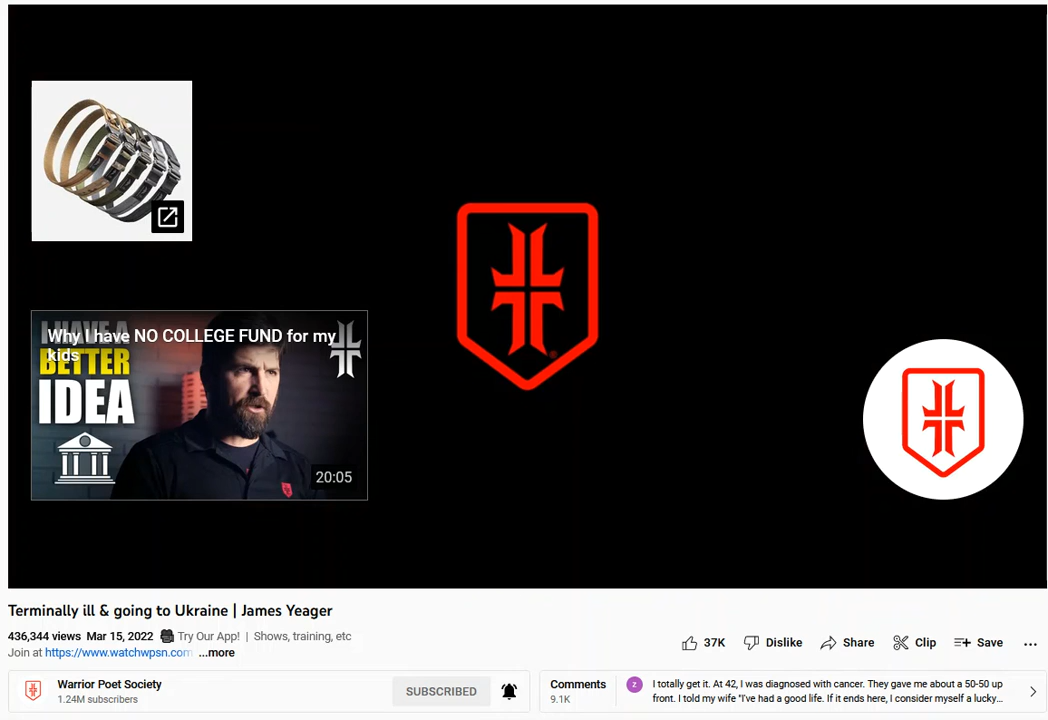 Why I have NO COLLEGE FUND for my
kids
I HAVE A
BETTER
IDEA
20:05
Terminally ill & going to Ukraine | James Yeager
436,344 views Mar 15, 2022 Try Our App! | Shows, training, etc
Join at https://www.watchwpsn.com ...more
37K Dislike Share Clip Save ...
Warrior Poet Society
1.24M subscribers
SUBSCRIBED
Comments
9.1K
z
I totally get it. At 42, I was diagnosed with cancer. They gave me about a 50-50 up
front. I told my wife "I've had a good life. If it ends here, I consider myself a lucky...